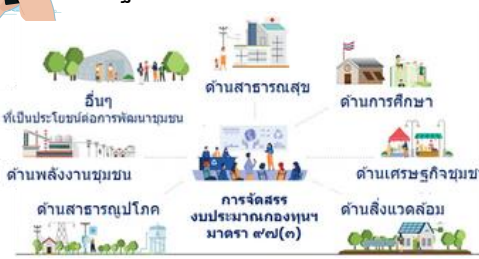 ด้านสาธารณสุข
อื่นๆ
ที่เป็นประโยชน์ต่อการพัฒนาชุมชน
ด้านการศึกษา
ด้านพลังงานชุมชน
ด้านเศรษฐกิจชุมช
ด้านสาธารณูปโภค
การจัดสรร
งบประมาณกองทุนฯ
มาตรา ๙๗(๓)
ด้านสิ่งแวดล้อม